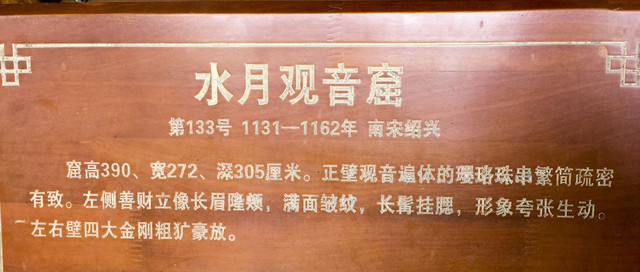 水月观音窟
第133号 1131—1162年 南宋绍兴
窟高390、宽272、深305厘米。正壁观音遍体的璎珞珠串繁简疏密
有致。左侧善财立像长眉隆颊，满面皱纹，长髯挂腮，形象夸张生动。
左右壁四大金刚粗犷豪放。